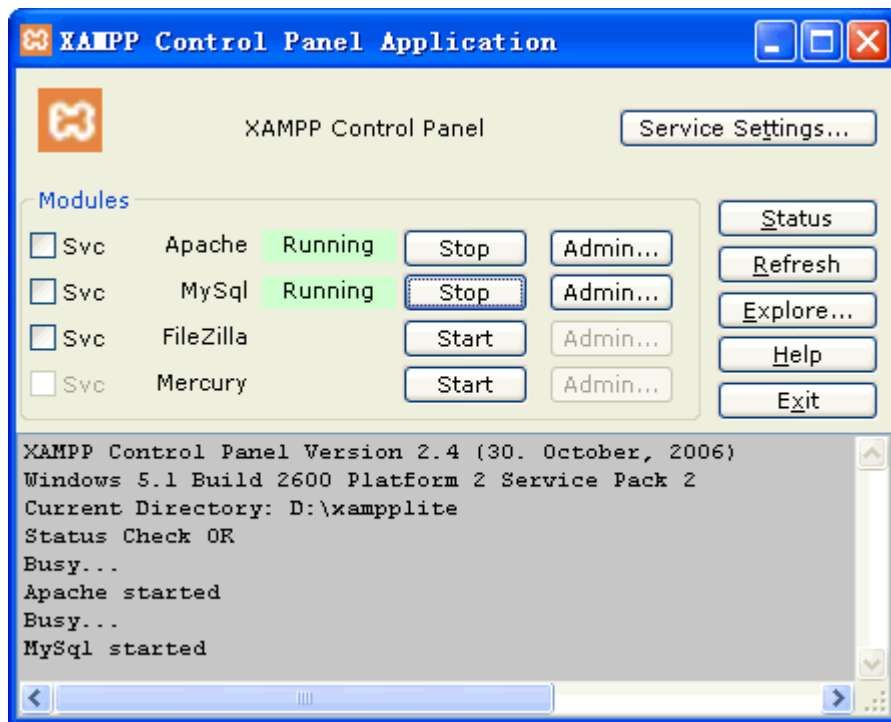 XAMPP Control Panel Application
XAMPP Control Panel
Service Settings...
Modules
Svc Apache Running Stop Admin...
Svc MySql Running Stop Admin...
Svc FileZilla Start Admin...
Svc Mercury Start Admin...
Status
Refresh
Explore...
Help
Exit
XAMPP Control Panel Version 2.4 (30. October, 2006)
Windows 5.1 Build 2600 Platform 2 Service Pack 2
Current Directory: D:\xampplite
Status Check OK
Busy...
Apache started
Busy...
MySql started